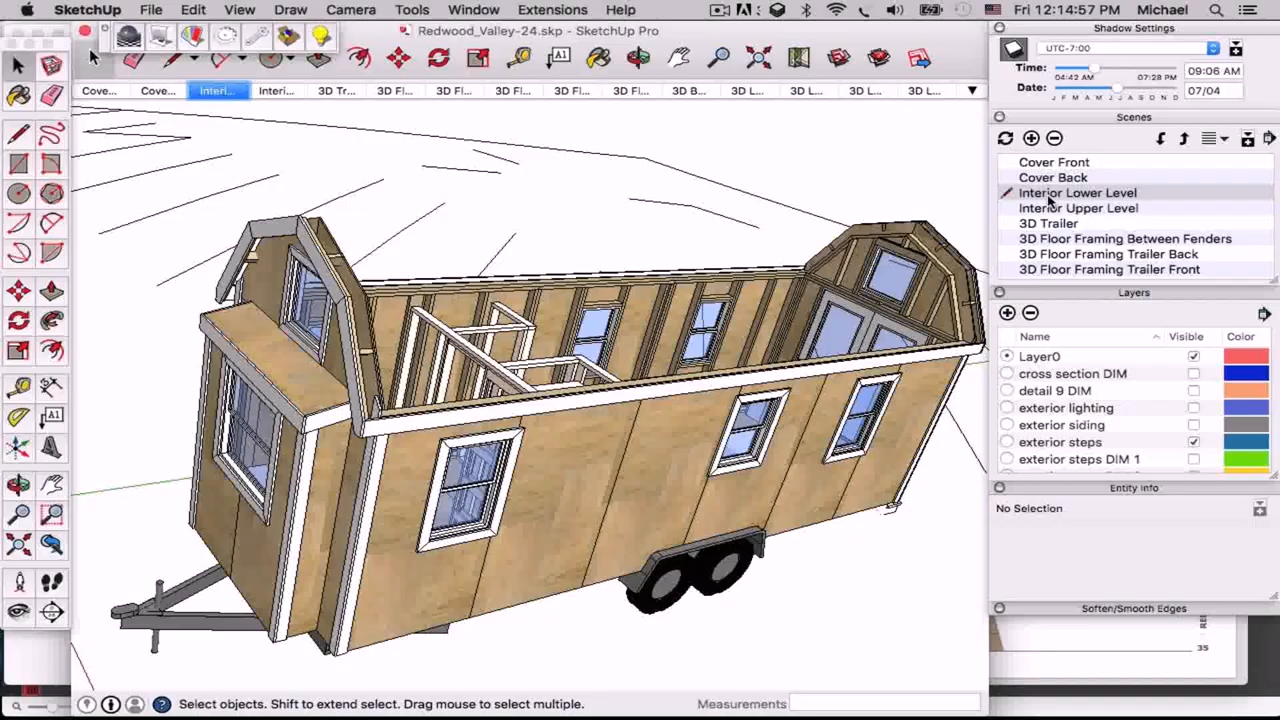 SketchUp File Edit View Draw Camera Tools Window Extensions Help Fri 12:14:57 PM Michael
Redwood_Valley-24.skp - SketchUp Pro
A1
Cove... Cove... Interi... Interi... 3D Tr... 3D Fl... 3D Fl... 3D Fl... 3D Fl... 3D Fl... 3D B... 3D L... 3D L... 3D L... 3D L...
Shadow Settings
UTC-7:00
Time: 04:42 AM 07:28 PM 09:06 AM
Date: J F M A M J J A S O N D 07/04
Scenes
Cover Front
Cover Back
Interior Lower Level
Interior Upper Level
3D Trailer
3D Floor Framing Between Fenders
3D Floor Framing Trailer Back
3D Floor Framing Trailer Front
Layers
Name Visible Color
Layer0
cross section DIM
detail 9 DIM
exterior lighting
exterior siding
exterior steps
exterior steps DIM 1
Entity Info
No Selection
Soften/Smooth Edges
35
A1
Select objects. Shift to extend select. Drag mouse to select multiple. Measurements